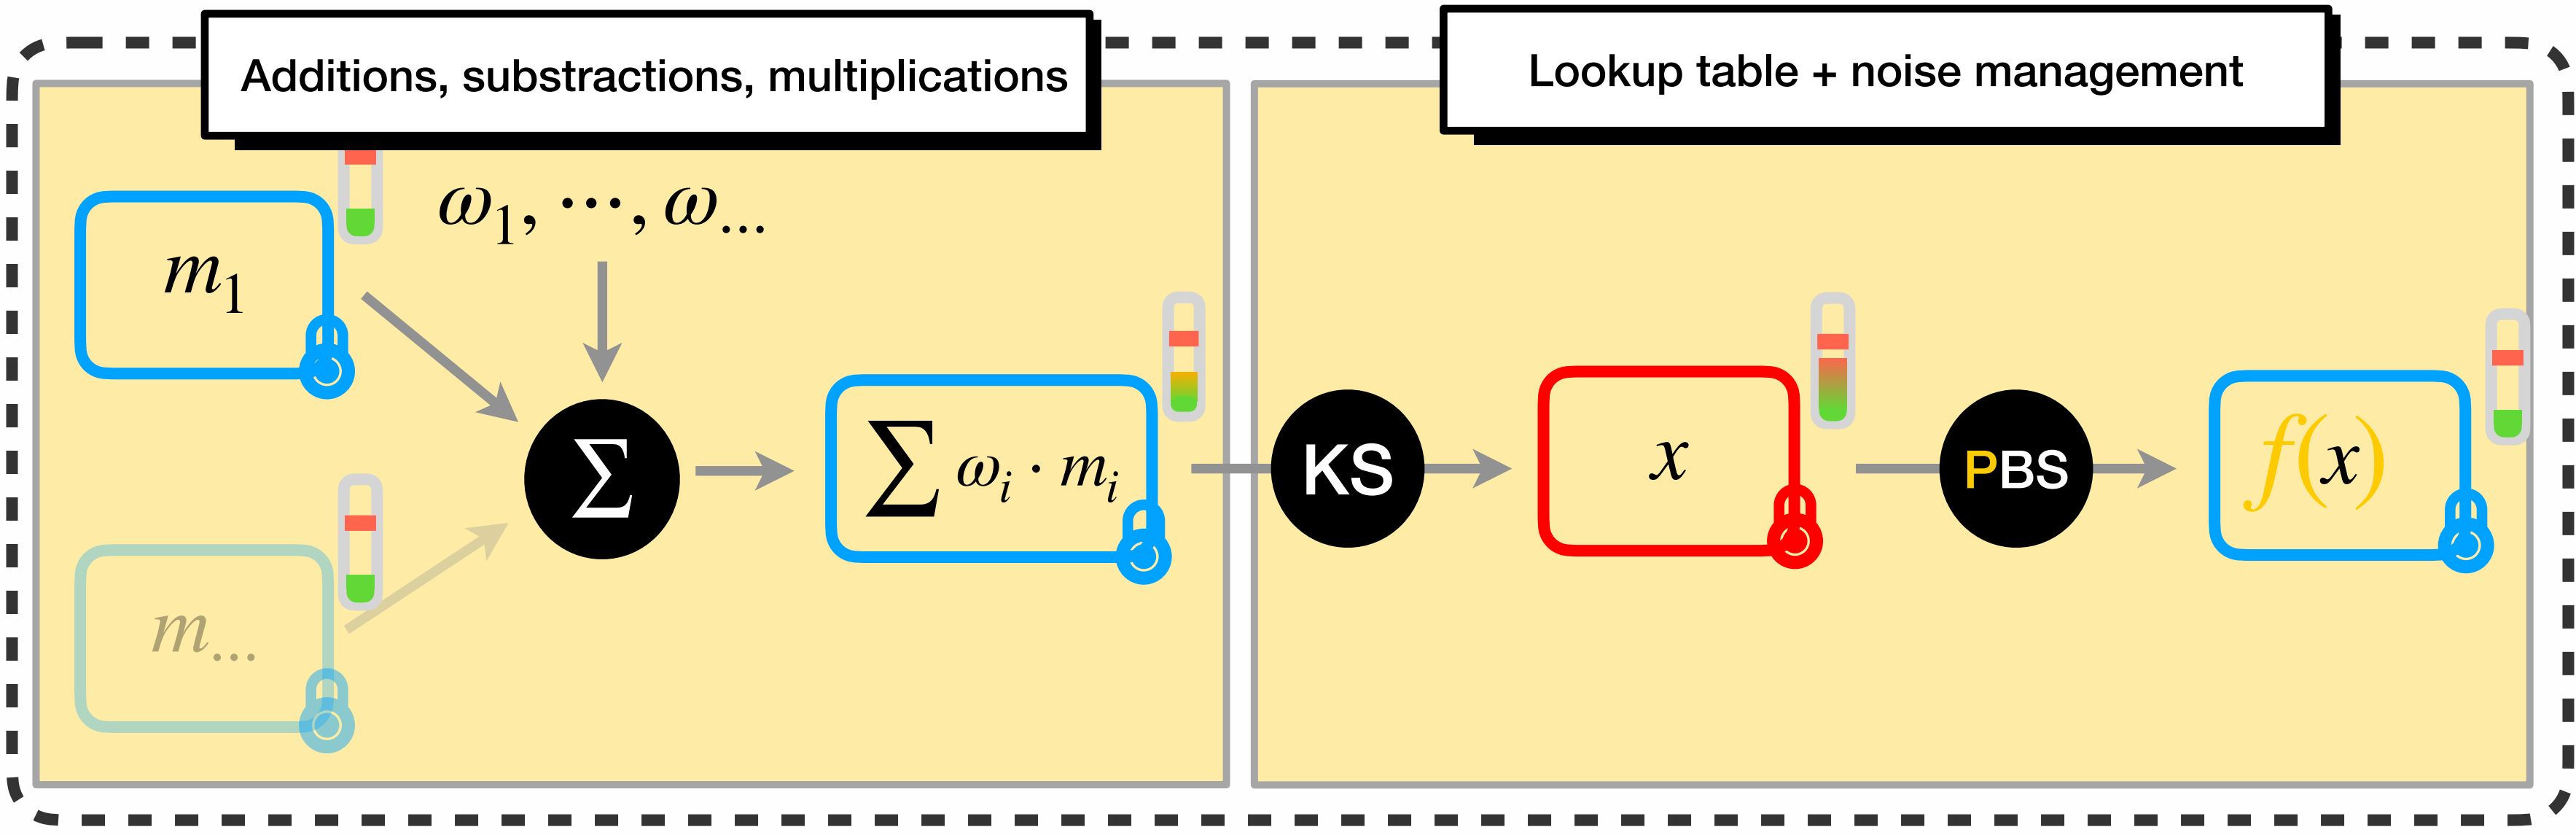 Additions, substractions, multiplications
Lookup table + noise management
m₁
ω₁, ⋯, ω...
m...
Σ
∑ ωᵢ · mᵢ
KS
x
PBS
f(x)